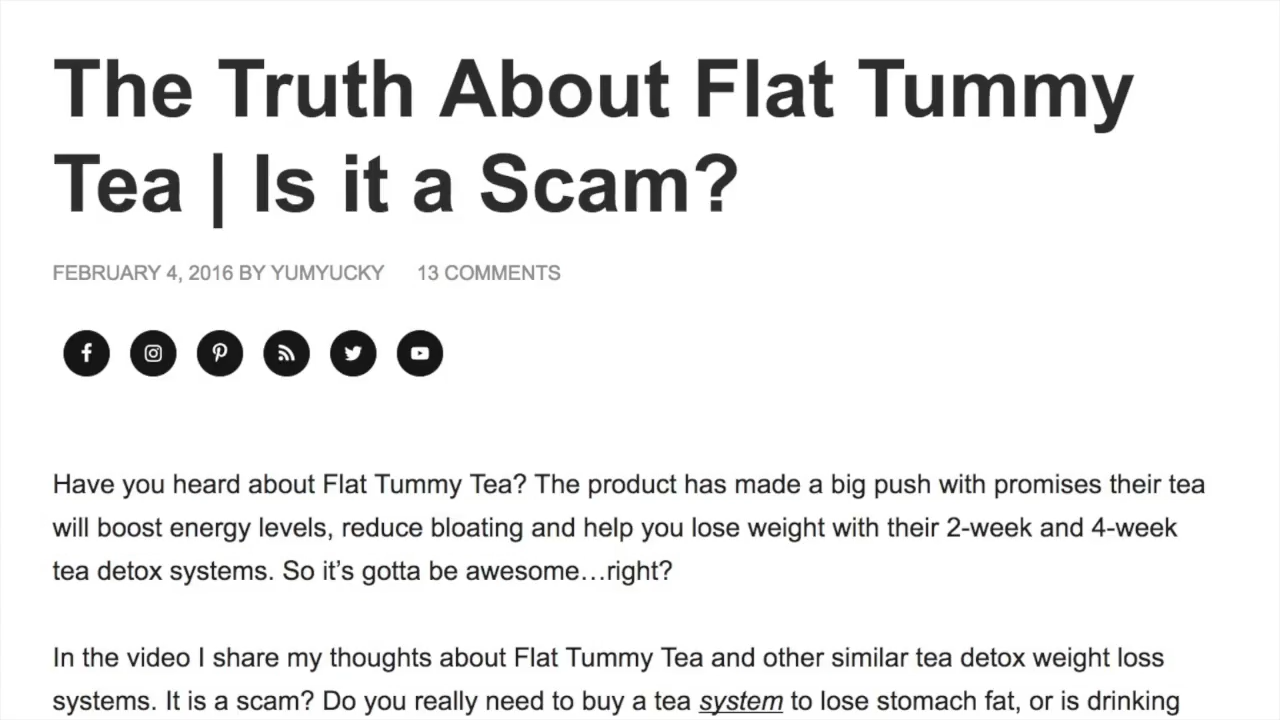 The Truth About Flat Tummy
Tea | Is it a Scam?
FEBRUARY 4, 2016 BY YUMYUCKY 13 COMMENTS
Have you heard about Flat Tummy Tea? The product has made a big push with promises their tea
will boost energy levels, reduce bloating and help you lose weight with their 2-week and 4-week
tea detox systems. So it’s gotta be awesome…right?
In the video I share my thoughts about Flat Tummy Tea and other similar tea detox weight loss
systems. It is a scam? Do you really need to buy a tea system to lose stomach fat, or is drinking